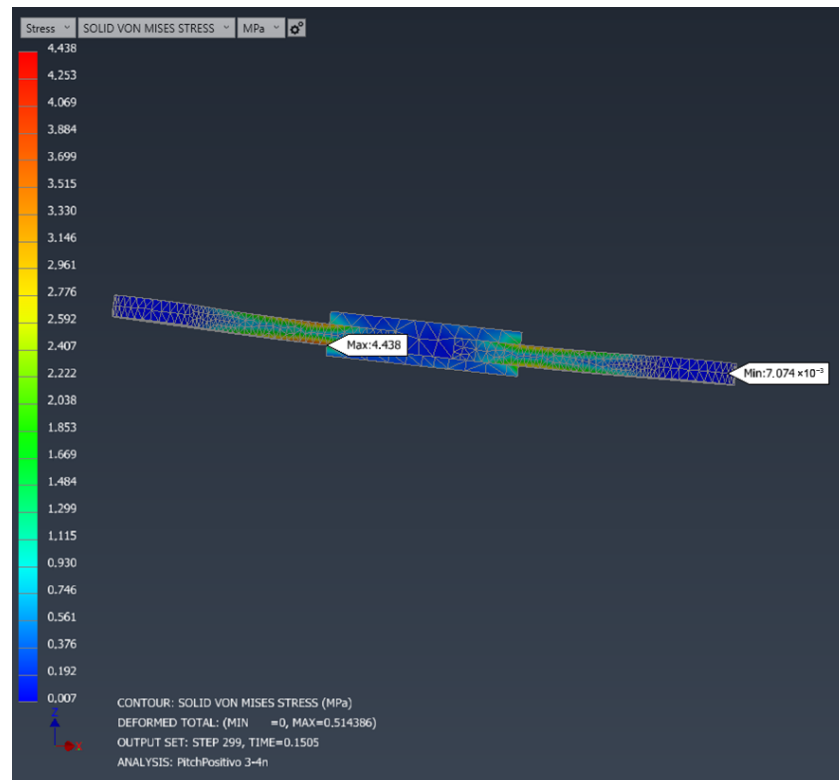 Stress SOLID VON MISES STRESS MPa
4.438
4.253
4.069
3.884
3.699
3.515
3.330
3.146
2.961
2.776
2.592
2.407
2.222
2.038
1.853
1.669
1.484
1.299
1.115
0.930
0.746
0.561
0.376
0.192
0.007
Max:4.438
Min:7.074 ×10⁻³
Z
X
CONTOUR: SOLID VON MISES STRESS (MPa)
DEFORMED TOTAL: (MIN =0, MAX=0.514386)
OUTPUT SET: STEP 299, TIME=0.1505
ANALYSIS: PitchPositivo 3-4n